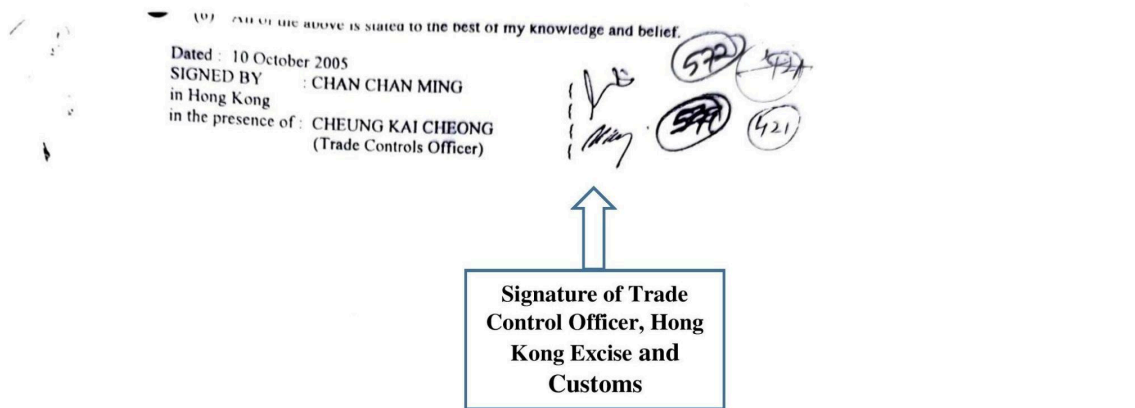 (6) All of the above is stated to the best of my knowledge and belief.
Dated : 10 October 2005
SIGNED BY : CHAN CHAN MING
in Hong Kong
in the presence of : CHEUNG KAI CHEONG
(Trade Controls Officer)
572
421
Signature of Trade
Control Officer, Hong
Kong Excise and
Customs